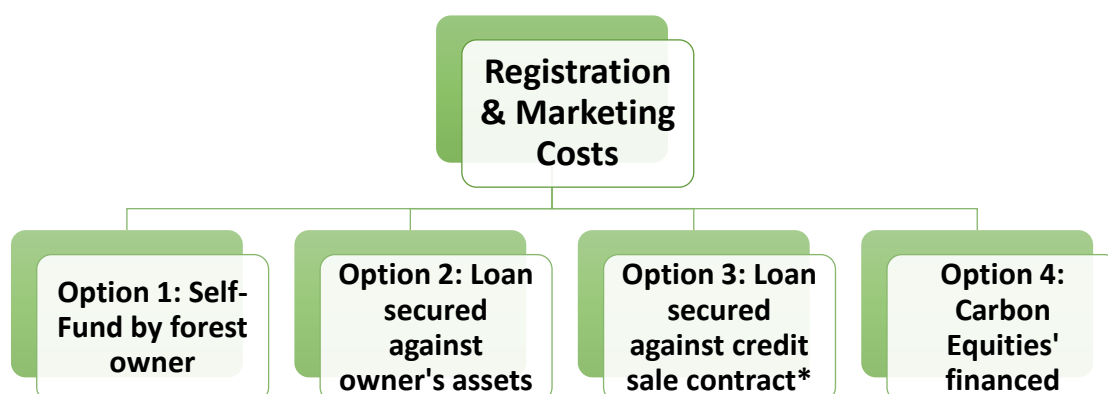 Registration
& Marketing
Costs
Option 1: Self-
Fund by forest
owner
Option 2: Loan
secured
against
owner's assets
Option 3: Loan
secured
against credit
sale contract*
Option 4:
Carbon
Equities'
financed